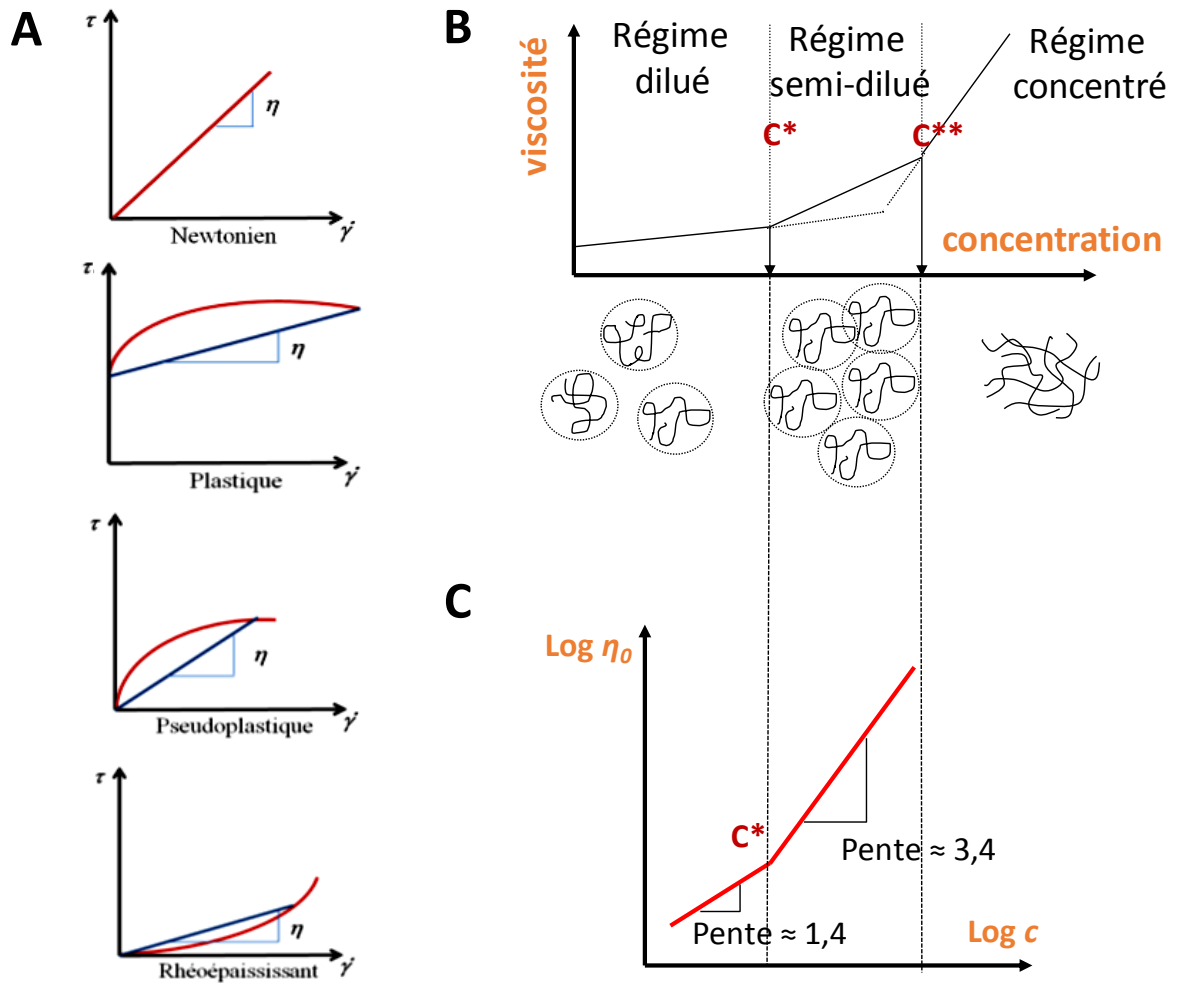 A
τ
η
Newtonien
γ̇
τ
η
Plastique
γ̇
τ
η
Pseudoplastique
γ̇
τ
η
Rhéoépaississant
γ̇
B
viscosité
Régime
dilué
Régime
semi-dilué
Régime
concentré
C*
C**
concentration
C
Log η₀
C*
Pente ≈ 3,4
Pente ≈ 1,4
Log c